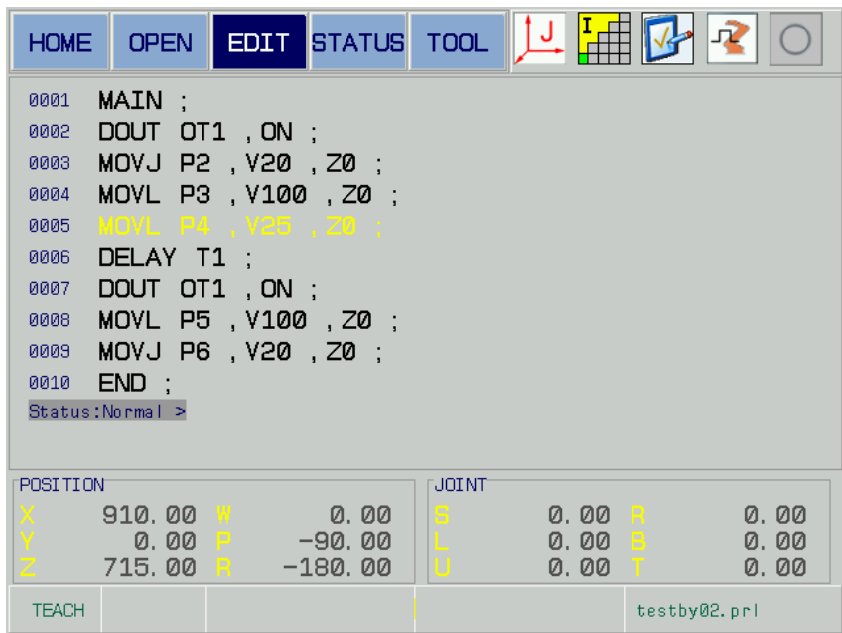 HOME OPEN EDIT STATUS TOOL J I
0001 MAIN ;
0002 DOUT OT1 ,ON ;
0003 MOVJ P2 ,V20 ,Z0 ;
0004 MOVL P3 ,V100 ,Z0 ;
0005 MOVL P4 ,V25 ,Z0 ;
0006 DELAY T1 ;
0007 DOUT OT1 ,ON ;
0008 MOVL P5 ,V100 ,Z0 ;
0009 MOVJ P6 ,V20 ,Z0 ;
0010 END ;
Status:Normal >
POSITION JOINT
X 910.00 W 0.00 S 0.00 R 0.00
Y 0.00 P -90.00 L 0.00 B 0.00
Z 715.00 R -180.00 U 0.00 T 0.00
TEACH testby02.prl